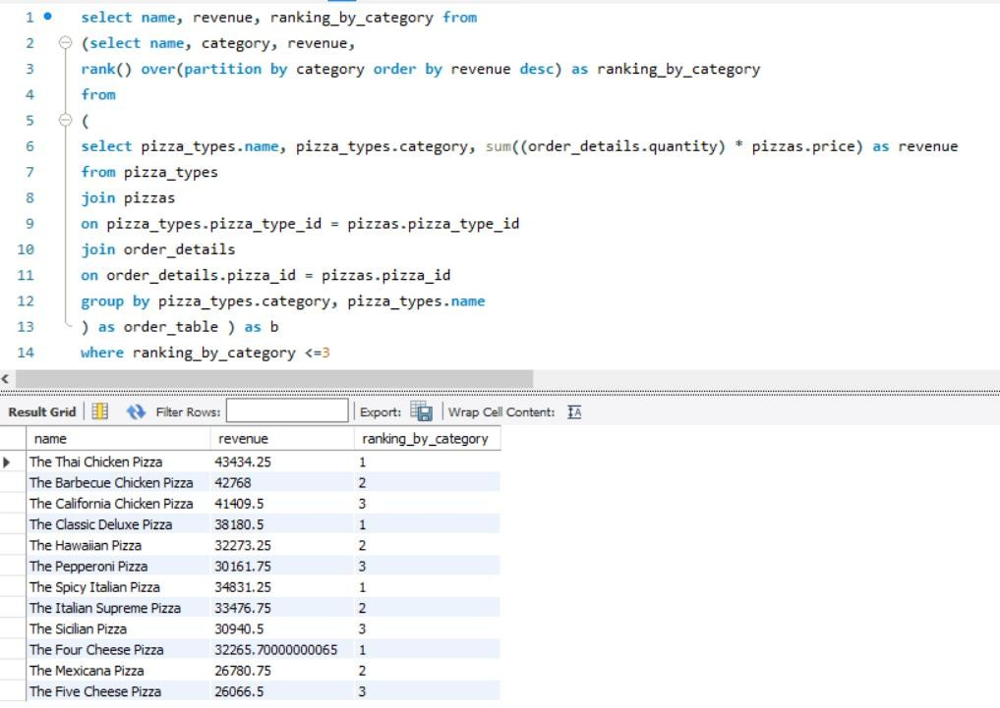 1 select name, revenue, ranking_by_category from
2 (select name, category, revenue,
3 rank() over(partition by category order by revenue desc) as ranking_by_category
4 from
5 (
6 select pizza_types.name, pizza_types.category, sum((order_details.quantity) * pizzas.price) as revenue
7 from pizza_types
8 join pizzas
9 on pizza_types.pizza_type_id = pizzas.pizza_type_id
10 join order_details
11 on order_details.pizza_id = pizzas.pizza_id
12 group by pizza_types.category, pizza_types.name
13 ) as order_table ) as b
14 where ranking_by_category <=3
Result Grid Filter Rows: Export: Wrap Cell Content:
name revenue ranking_by_category
The Thai Chicken Pizza 43434.25 1
The Barbecue Chicken Pizza 42768 2
The California Chicken Pizza 41409.5 3
The Classic Deluxe Pizza 38180.5 1
The Hawaiian Pizza 32273.25 2
The Pepperoni Pizza 30161.75 3
The Spicy Italian Pizza 34831.25 1
The Italian Supreme Pizza 33476.75 2
The Sicilian Pizza 30940.5 3
The Four Cheese Pizza 32265.70000000065 1
The Mexicana Pizza 26780.75 2
The Five Cheese Pizza 26066.5 3